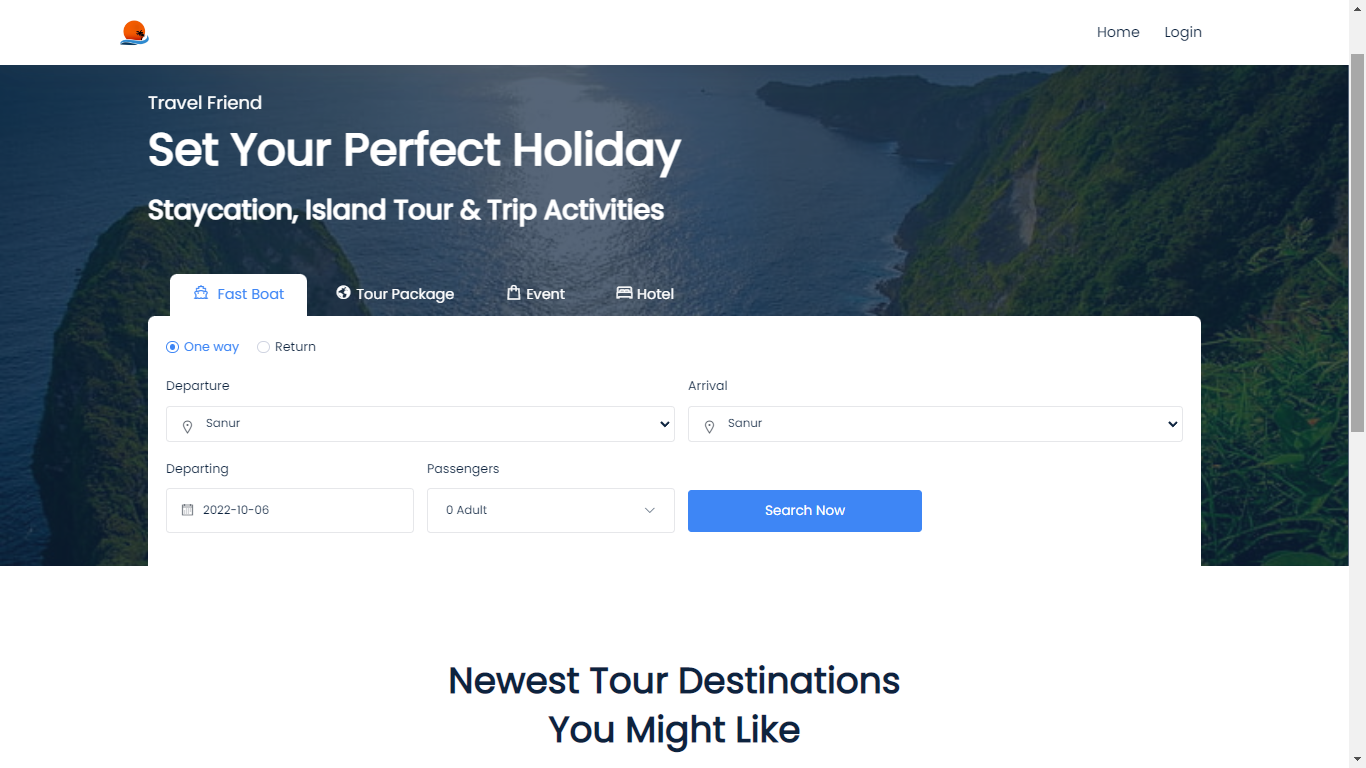 Home Login
Travel Friend
Set Your Perfect Holiday
Staycation, Island Tour & Trip Activities
Fast Boat Tour Package Event Hotel
One way Return
Departure Arrival
Sanur Sanur
Departing Passengers
2022-10-06 0 Adult Search Now
Newest Tour Destinations
You Might Like